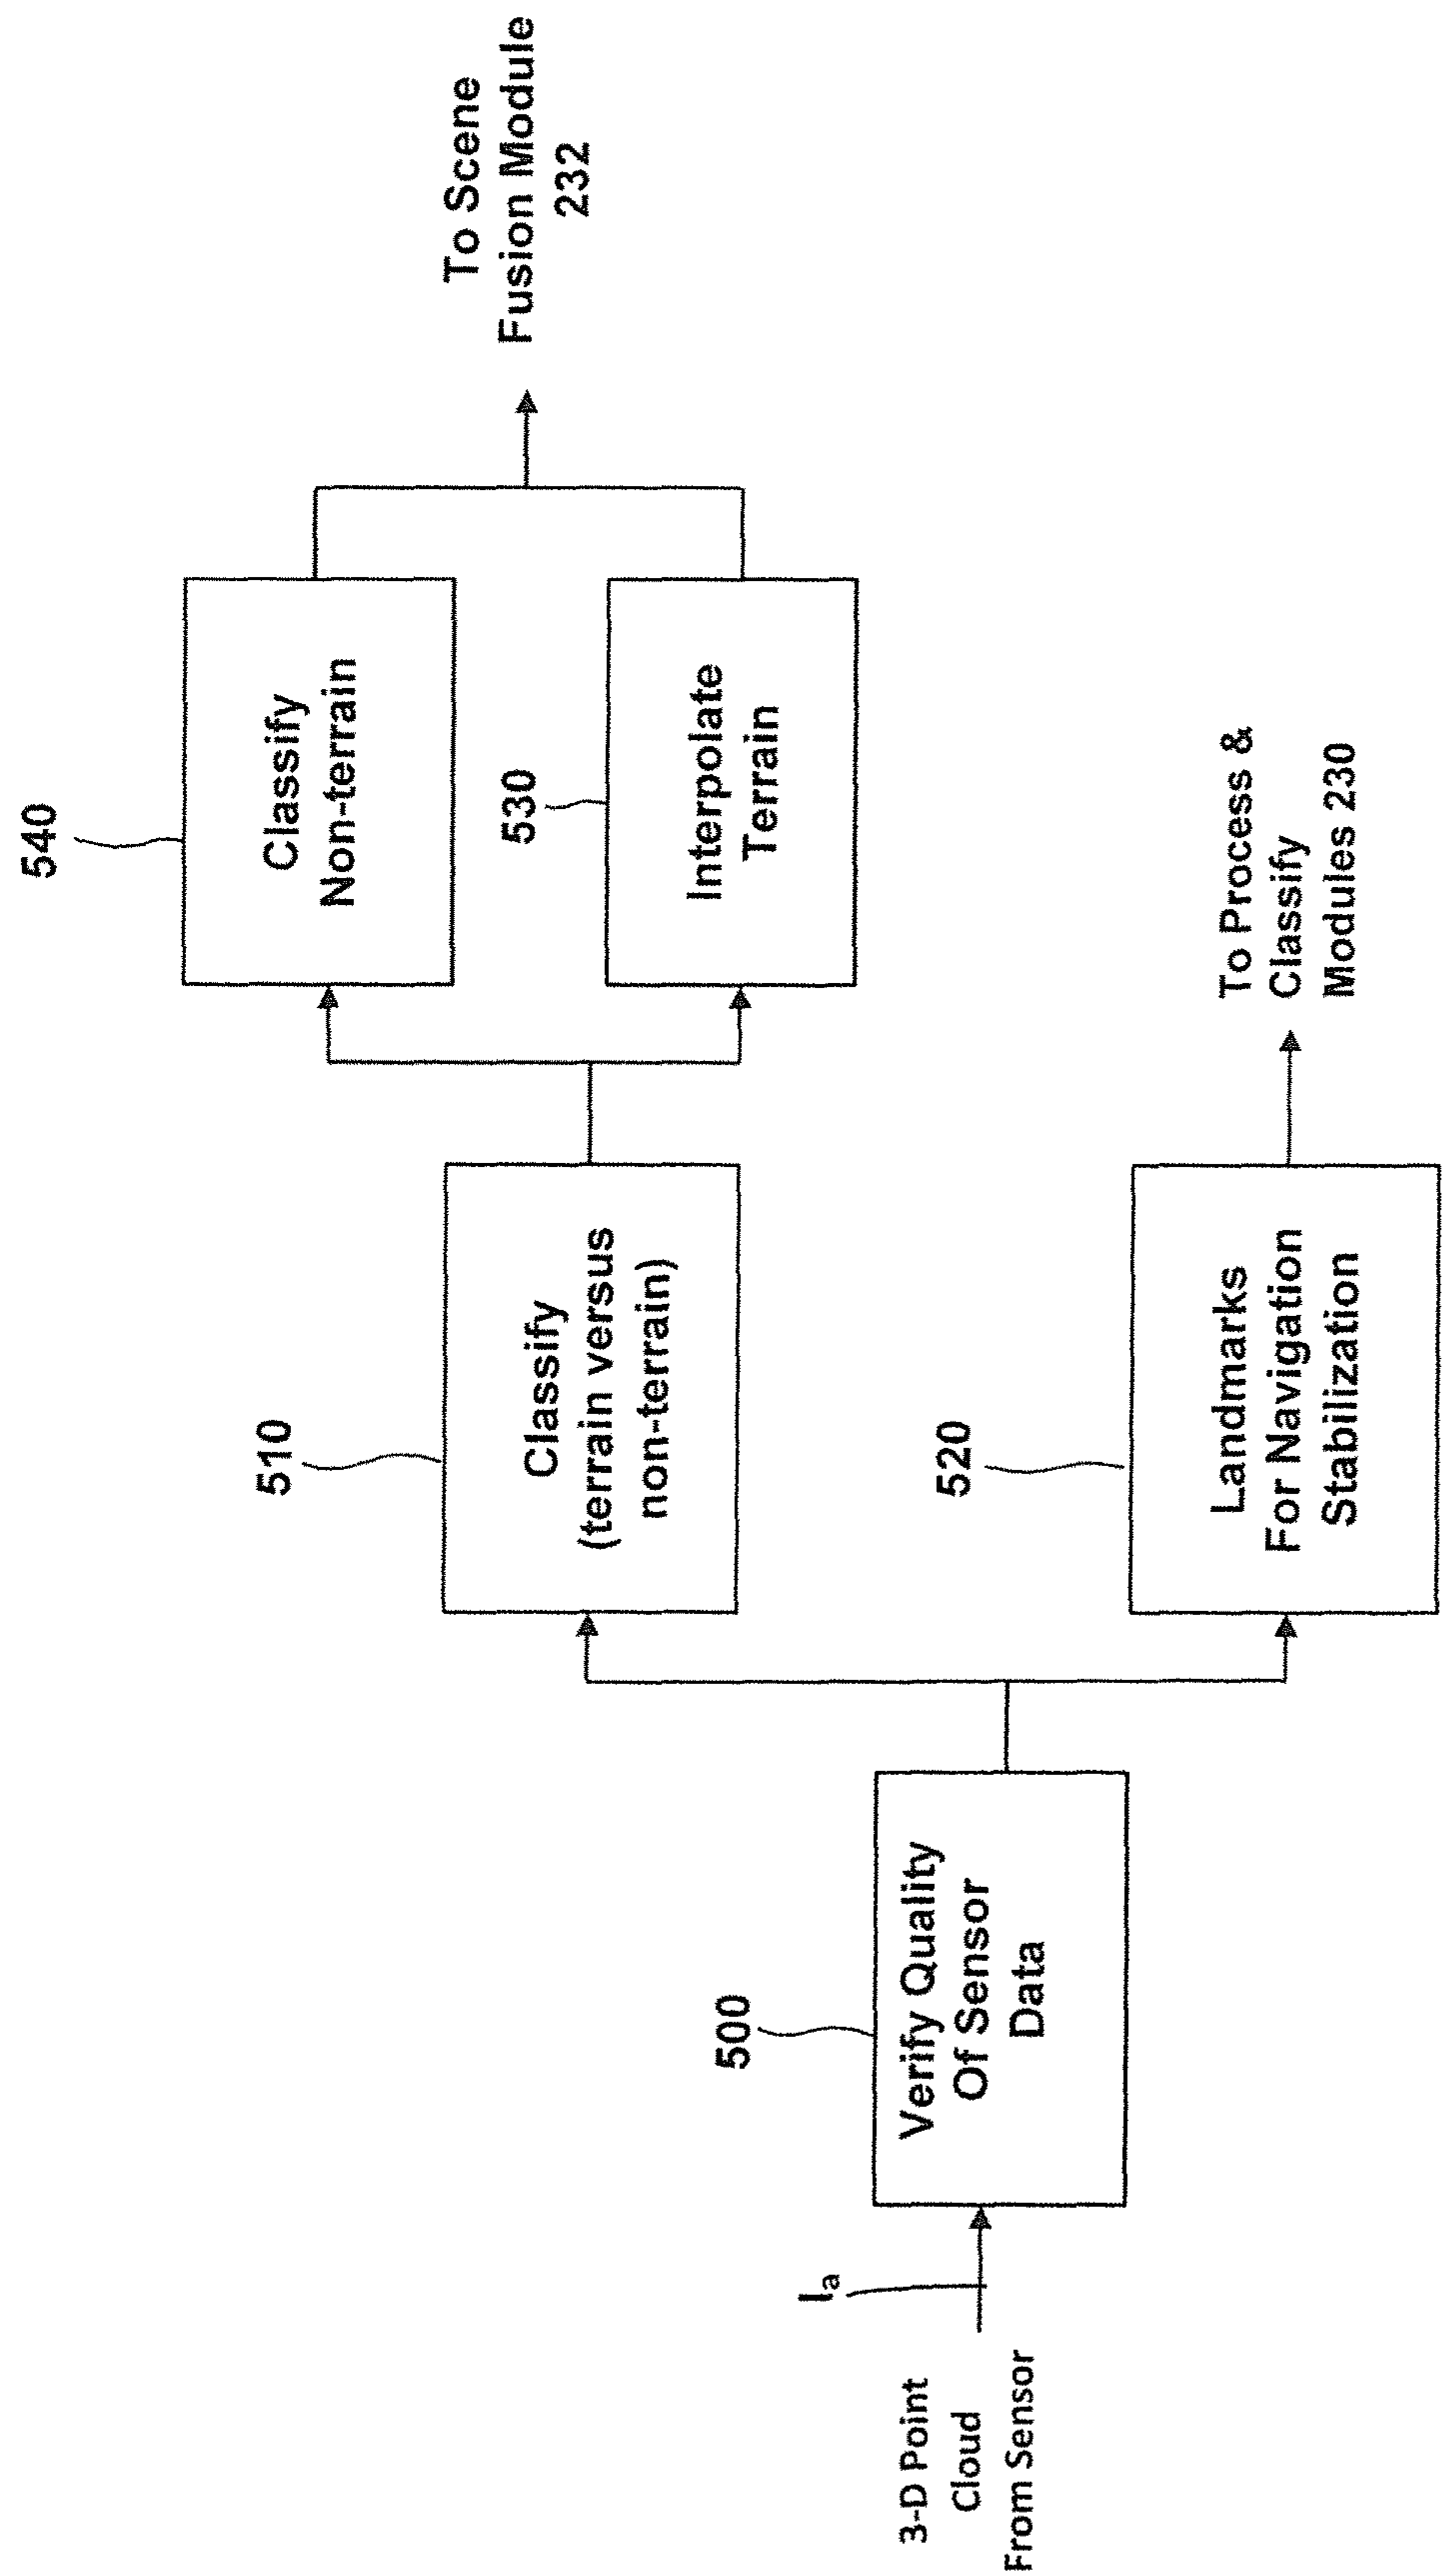 3-D Point
Cloud
From Sensor
Ia
500
Verify Quality
Of Sensor
Data
510
Classify
(terrain versus
non-terrain)
520
Landmarks
For Navigation
Stabilization
540
Classify
Non-terrain
530
Interpolate
Terrain
To Process &
Classify
Modules 230
To Scene
Fusion Module
232